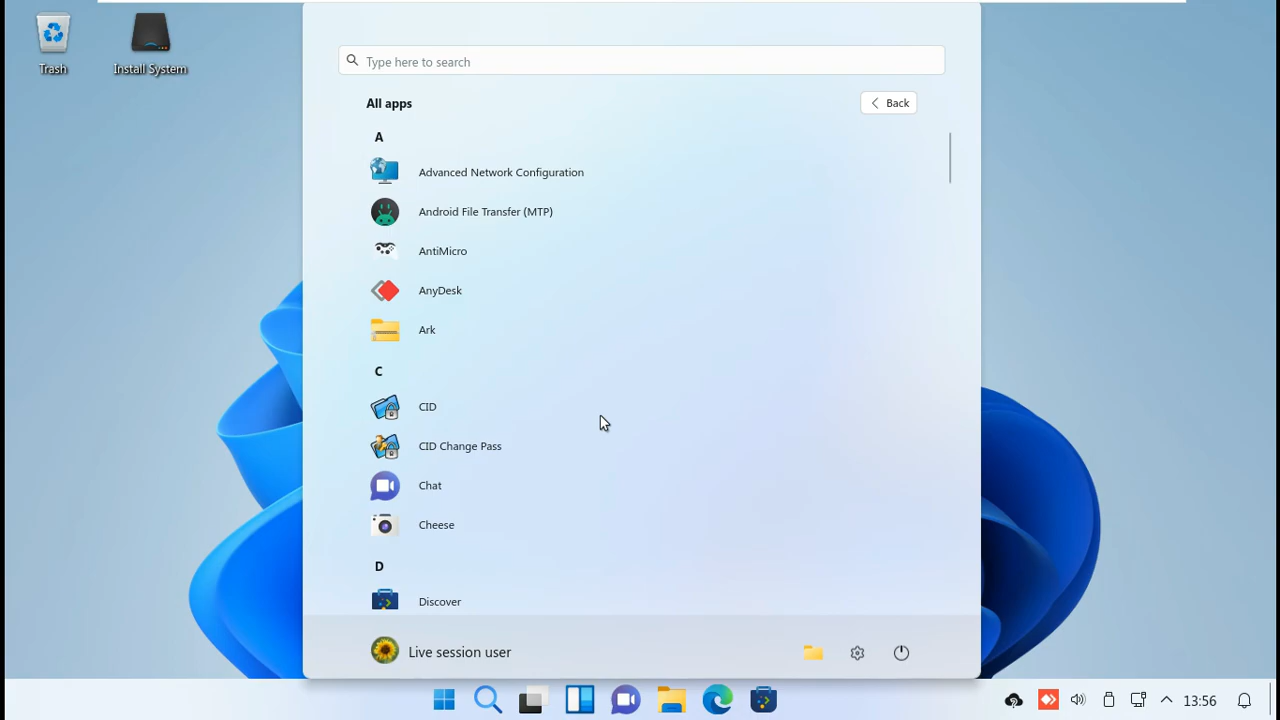 Trash
Install System
Type here to search
All apps
Back
A
Advanced Network Configuration
Android File Transfer (MTP)
AntiMicro
AnyDesk
Ark
C
CID
CID Change Pass
Chat
Cheese
D
Discover
Live session user
13:56